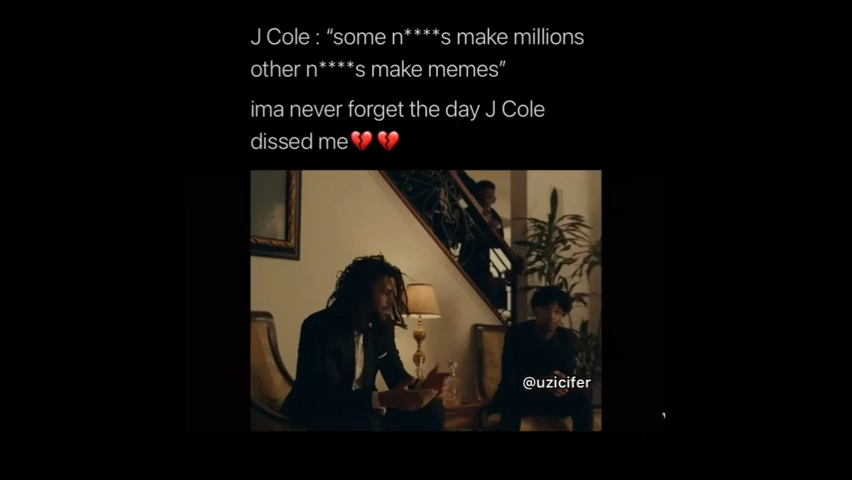 J Cole : “some n****s make millions
other n****s make memes”
ima never forget the day J Cole
dissed me💔💔
@uzicifer